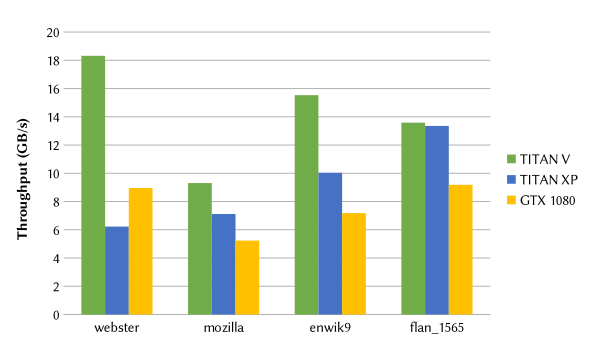 Throughput (GB/s)
20
18
16
14
12
10
8
6
4
2
0
webster mozilla enwik9 flan_1565
TITAN V
TITAN XP
GTX 1080